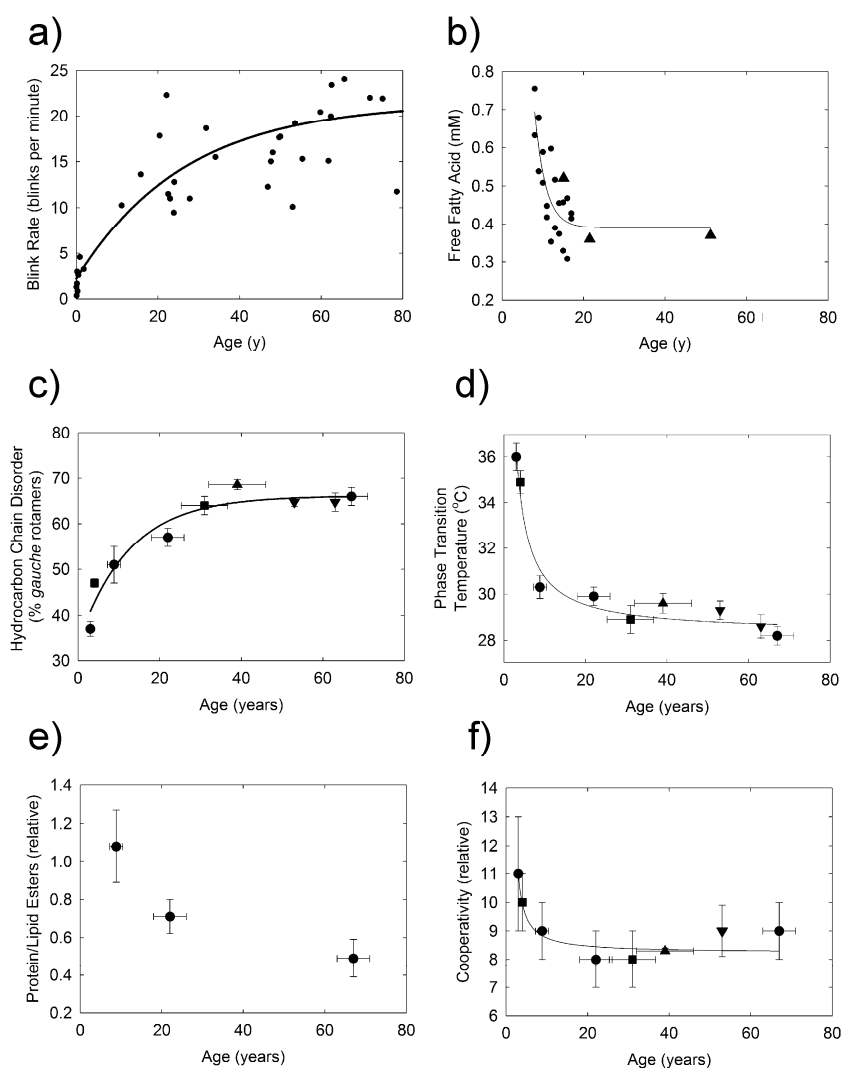 a)
25
20
15
10
5
0
0 20 40 60 80
Blink Rate (blinks per minute)
Age (y)
b)
0.8
0.7
0.6
0.5
0.4
0.3
0.2
0 20 40 60 80
Free Fatty Acid (mM)
Age (y)
c)
80
70
60
50
40
30
0 20 40 60 80
Hydrocarbon Chain Disorder
(% gauche rotamers)
Age (years)
d)
36
34
32
30
28
0 20 40 60 80
Phase Transition
Temperature (°C)
Age (years)
e)
1.4
1.2
1.0
0.8
0.6
0.4
0.2
0 20 40 60 80
Protein/Lipid Esters (relative)
Age (years)
f)
14
13
12
11
10
9
8
7
6
0 20 40 60 80
Cooperativity (relative)
Age (years)